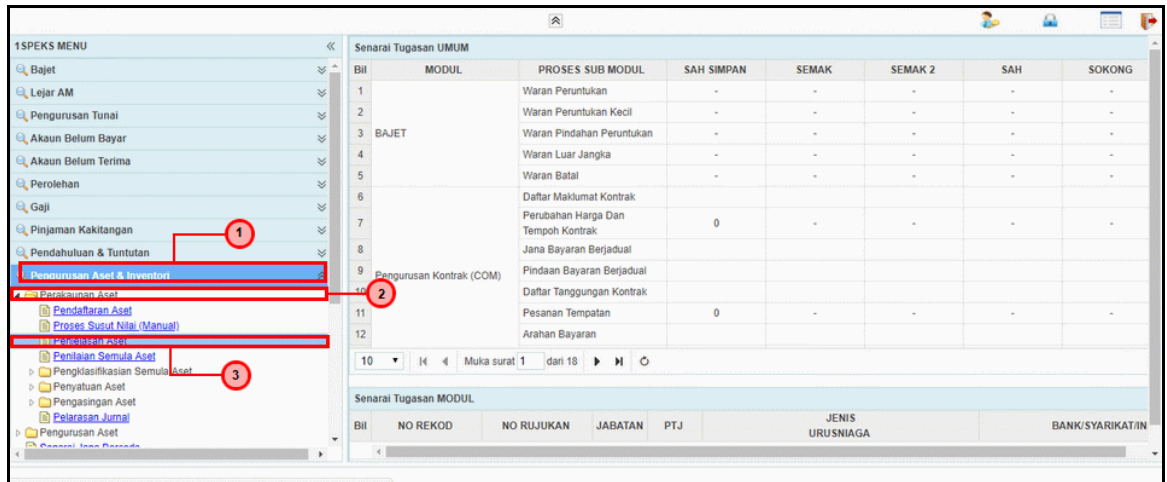 1SPEKS MENU
Bajet
Lejar AM
Pengurusan Tunai
Akaun Belum Bayar
Akaun Belum Terima
Perolehan
Gaji
Pinjaman Kakitangan
Pendahuluan & Tuntutan
Pengurusan Aset & Inventori
Perakaunan Aset
Pendaftaran Aset
Proses Susut Nilai (Manual)
Penjelasan Aset
Penilaian Semula Aset
Pengklasifikasian Semula Aset
Penyatuan Aset
Pengasingan Aset
Pelarasan Jurnal
Pengurusan Aset
1
2
3
Senarai Tugasan UMUM
Bil MODUL PROSES SUB MODUL SAH SIMPAN SEMAK SEMAK 2 SAH SOKONG
1 Waran Peruntukan - - - - -
2 Waran Peruntukan Kecil - - - - -
3 BAJET Waran Pindahan Peruntukan - - - - -
4 Waran Luar Jangka - - - - -
5 Waran Batal - - - - -
6 Daftar Maklumat Kontrak
7 Perubahan Harga Dan
Tempoh Kontrak 0 - - - -
8 Jana Bayaran Berjadual
9 Pengurusan Kontrak (COM) Pindaan Bayaran Berjadual
10 Daftar Tanggungan Kontrak
11 Pesanan Tempatan 0 - - - -
12 Arahan Bayaran
10 Muka surat 1 dari 18
Senarai Tugasan MODUL
Bil NO REKOD NO RUJUKAN JABATAN PTJ JENIS
URUSNIAGA BANK/SYARIKAT/IN